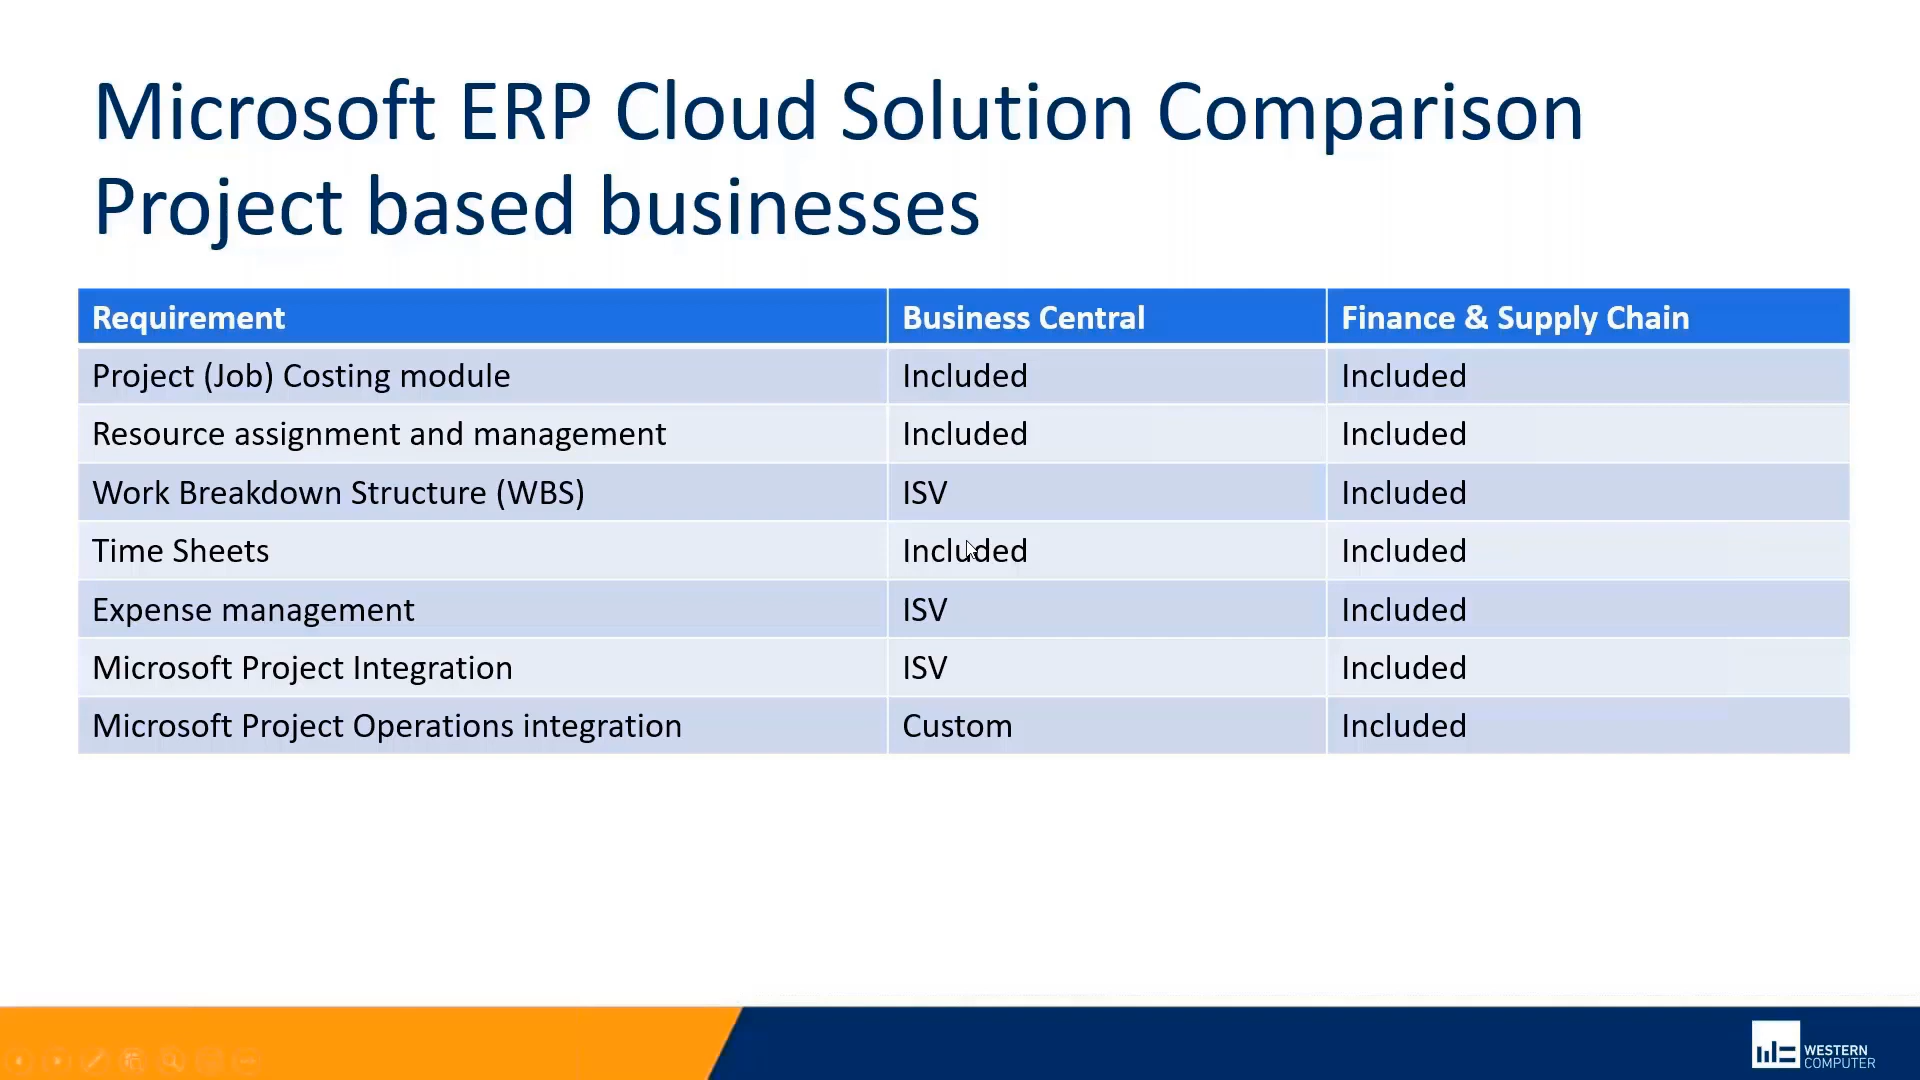 Microsoft ERP Cloud Solution Comparison
Project based businesses
Requirement Business Central Finance & Supply Chain
Project (Job) Costing module Included Included
Resource assignment and management Included Included
Work Breakdown Structure (WBS) ISV Included
Time Sheets Included Included
Expense management ISV Included
Microsoft Project Integration ISV Included
Microsoft Project Operations integration Custom Included
WESTERN
COMPUTER